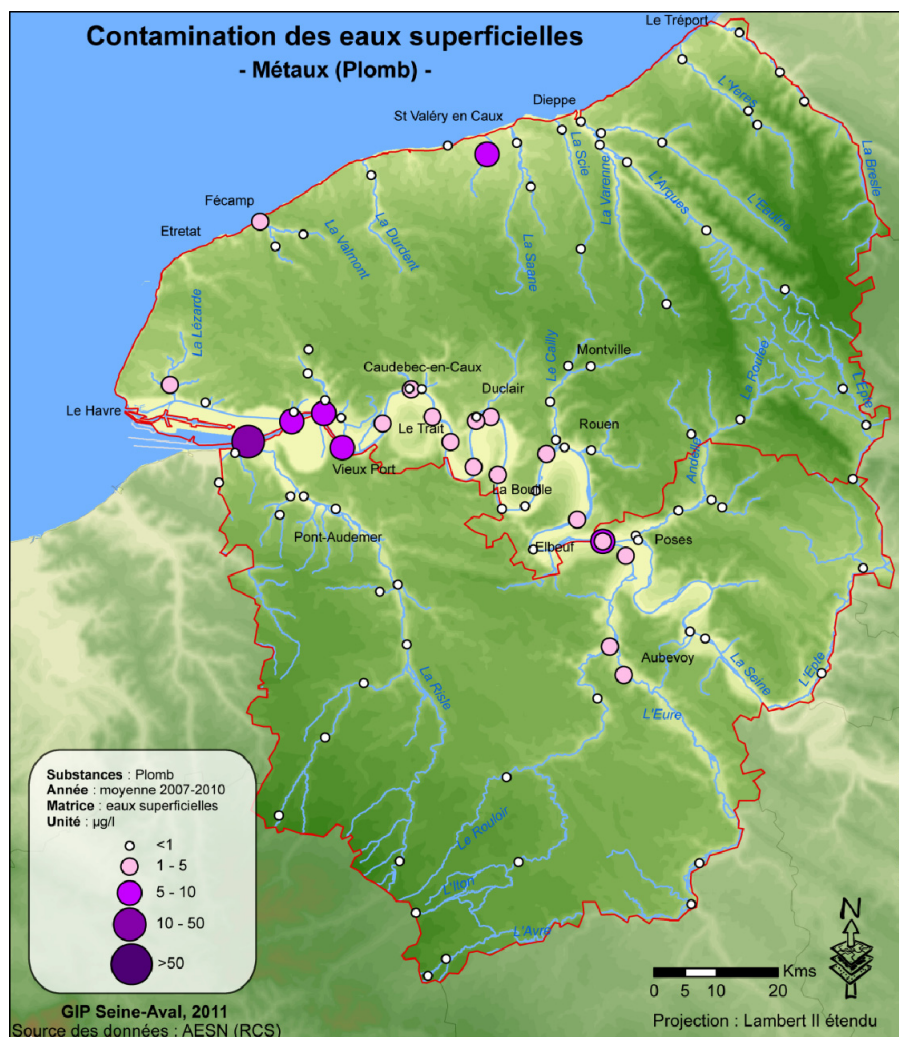 Contamination des eaux superficielles
- Métaux (Plomb) -
Le Tréport
Dieppe
St Valéry en Caux
L'Yeres
La Bresle
La Scie
La Varenne
L'Arques
L'Eaulne
Fécamp
Etretat
La Valmont
La Durdent
La Saane
La Lézarde
Le Cailly
Montville
Caudebec-en-Caux
Duclair
La Roulée
L'Epte
Le Havre
Le Trait
Rouen
Vieux Port
La Bouille
Andelle
Pont-Audemer
Elbeuf
Poses
Aubevoy
La Seine
L'Epte
La Risle
L'Eure
Le Rouloir
L'Iton
L'Avre
Substances : Plomb
Année : moyenne 2007-2010
Matrice : eaux superficielles
Unité : µg/l
<1
1 - 5
5 - 10
10 - 50
>50
N
Kms
0 5 10 20
GIP Seine-Aval, 2011
Source des données : AESN (RCS)
Projection : Lambert II étendu